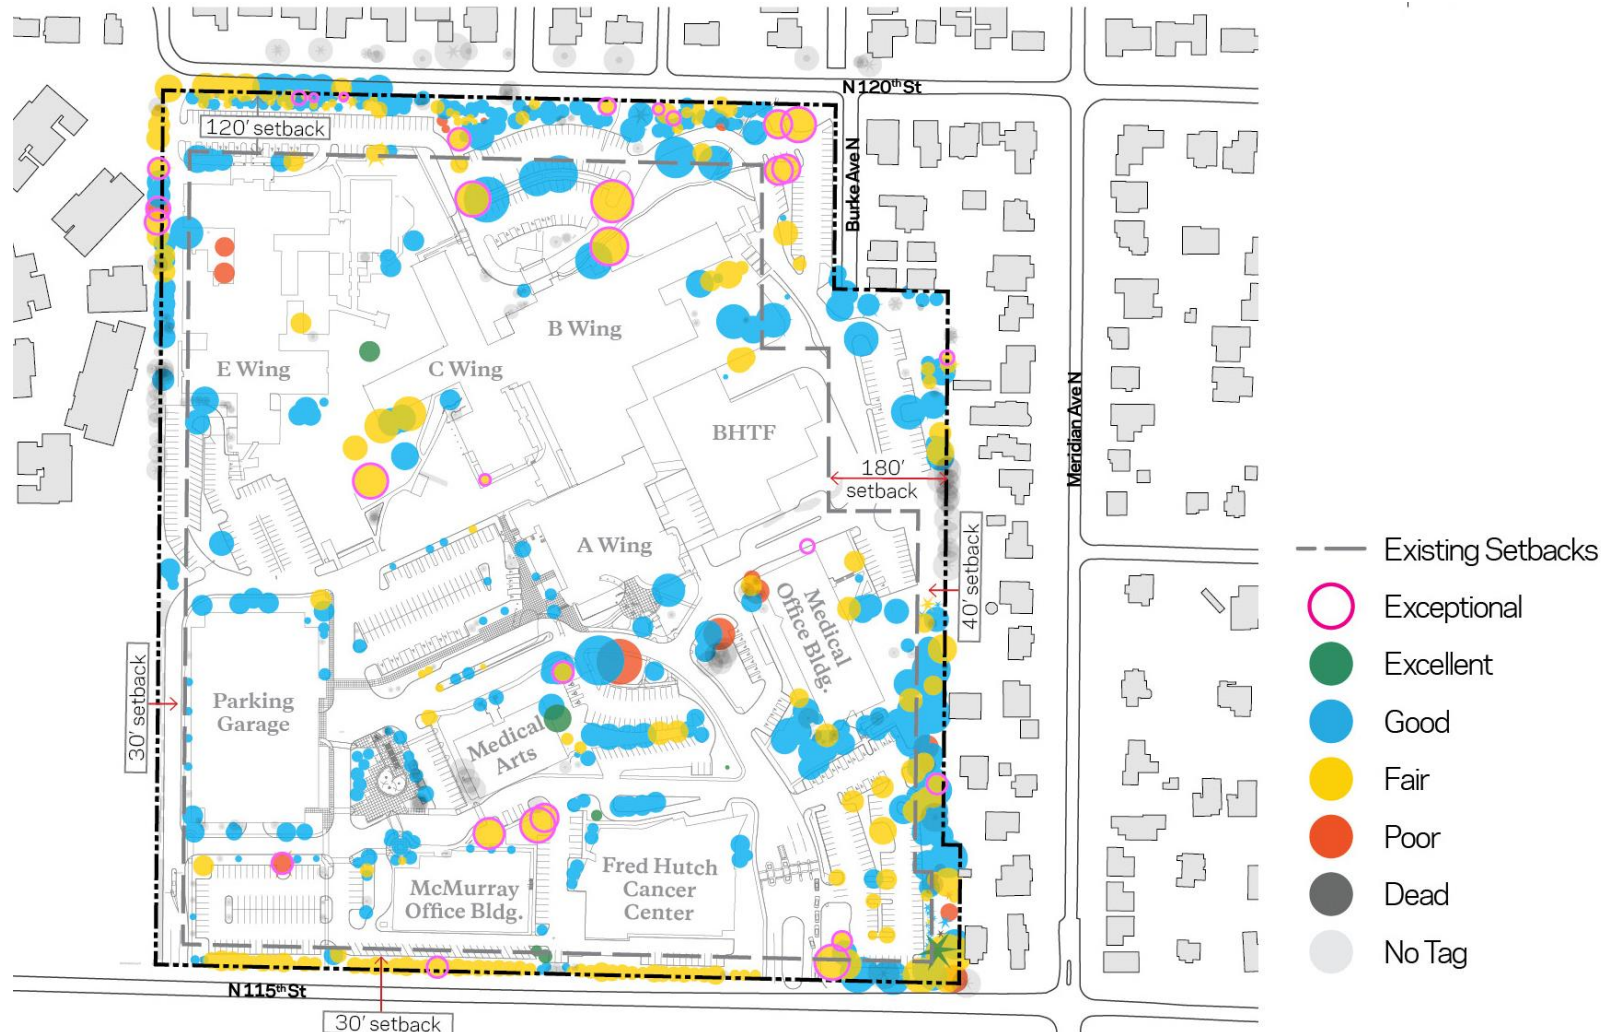 N 120th St
120' setback
Burke Ave N
B Wing
E Wing
C Wing
Meridian Ave N
BHTF
180'
setback
A Wing
40' setback
Medical
Office Bldg.
30' setback
Parking
Garage
Medical
Arts
Fred Hutch
Cancer
Center
McMurray
Office Bldg.
N 115th St
30' setback
Existing Setbacks
Exceptional
Excellent
Good
Fair
Poor
Dead
No Tag